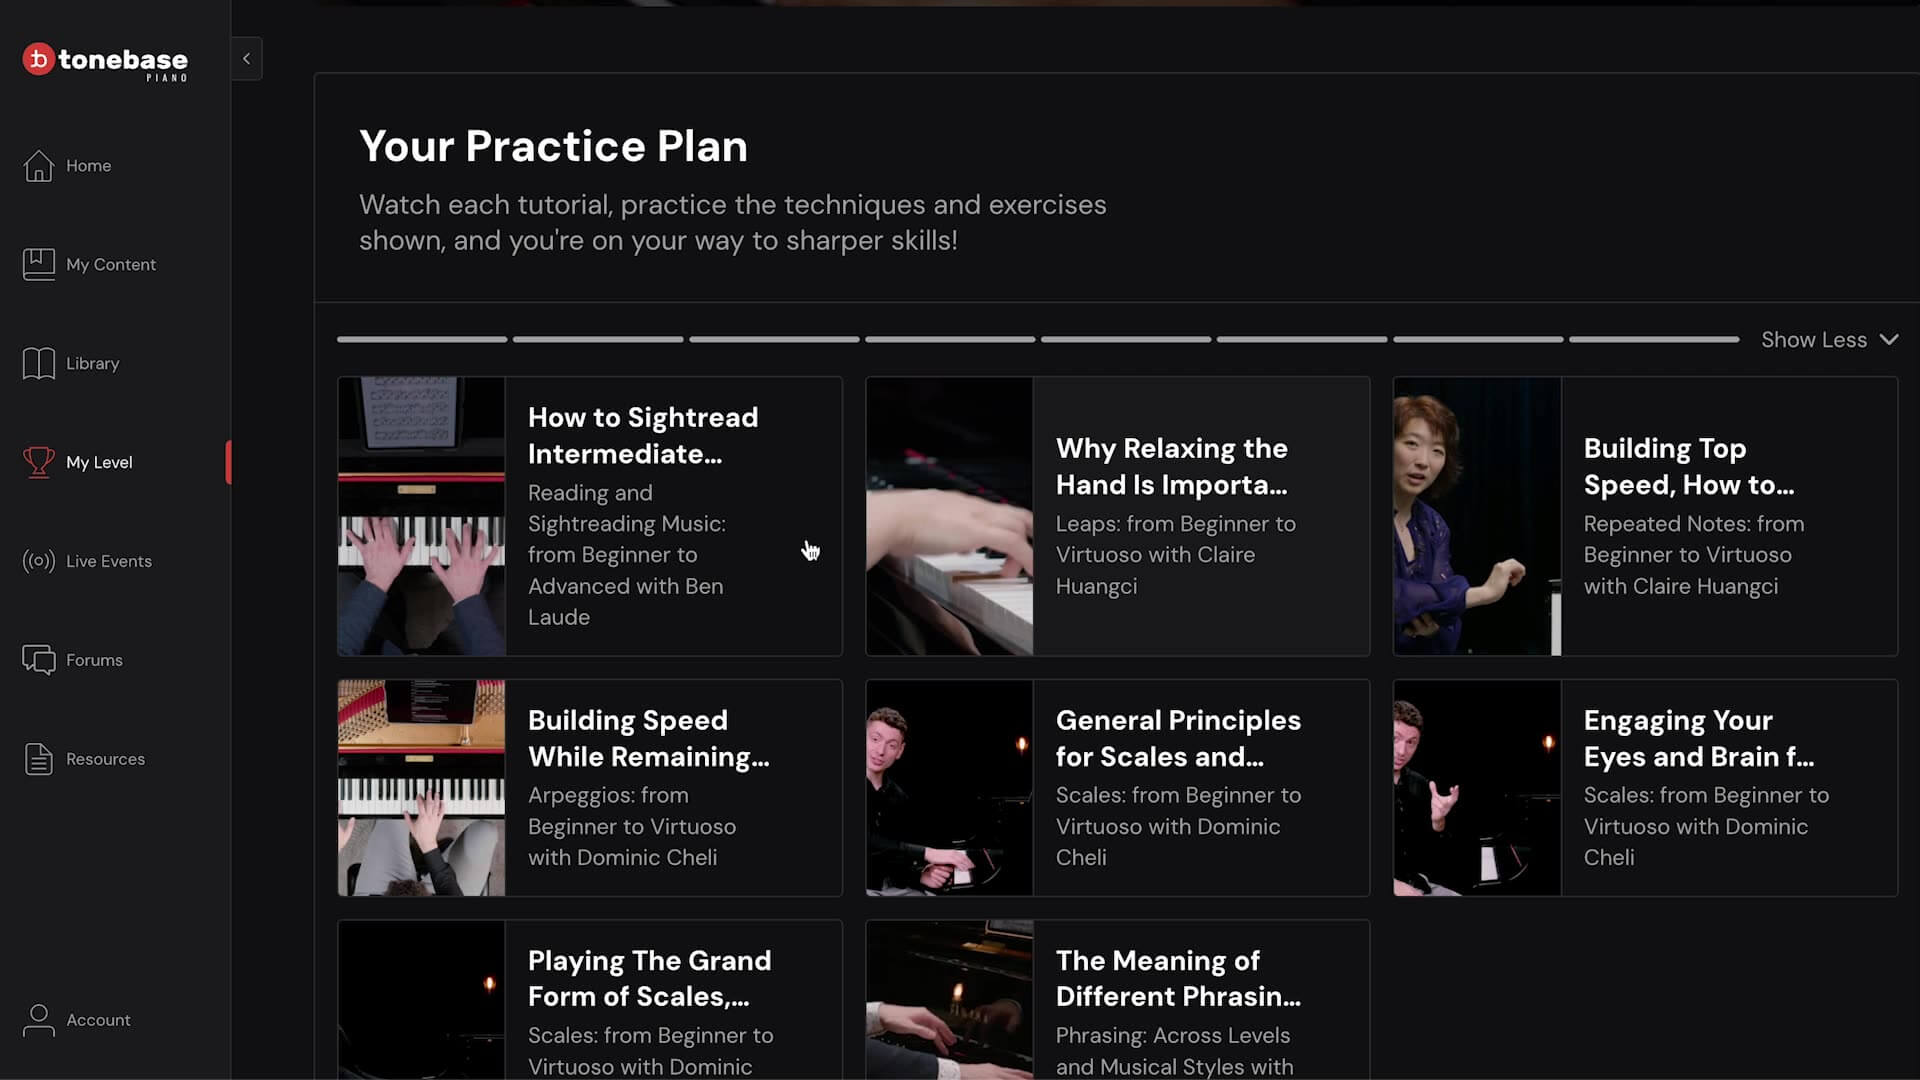 tonebase
PIANO
Home
My Content
Library
My Level
Live Events
Forums
Resources
Account
Your Practice Plan
Watch each tutorial, practice the techniques and exercises
shown, and you're on your way to sharper skills!
Show Less
How to Sightread
Intermediate...
Reading and
Sightreading Music:
from Beginner to
Advanced with Ben
Laude
Why Relaxing the
Hand Is Importa...
Leaps: from Beginner to
Virtuoso with Claire
Huangci
Building Top
Speed, How to...
Repeated Notes: from
Beginner to Virtuoso
with Claire Huangci
Building Speed
While Remaining...
Arpeggios: from
Beginner to Virtuoso
with Dominic Cheli
General Principles
for Scales and...
Scales: from Beginner to
Virtuoso with Dominic
Cheli
Engaging Your
Eyes and Brain f...
Scales: from Beginner to
Virtuoso with Dominic
Cheli
Playing The Grand
Form of Scales,...
Scales: from Beginner to
Virtuoso with Dominic
The Meaning of
Different Phrasin...
Phrasing: Across Levels
and Musical Styles with